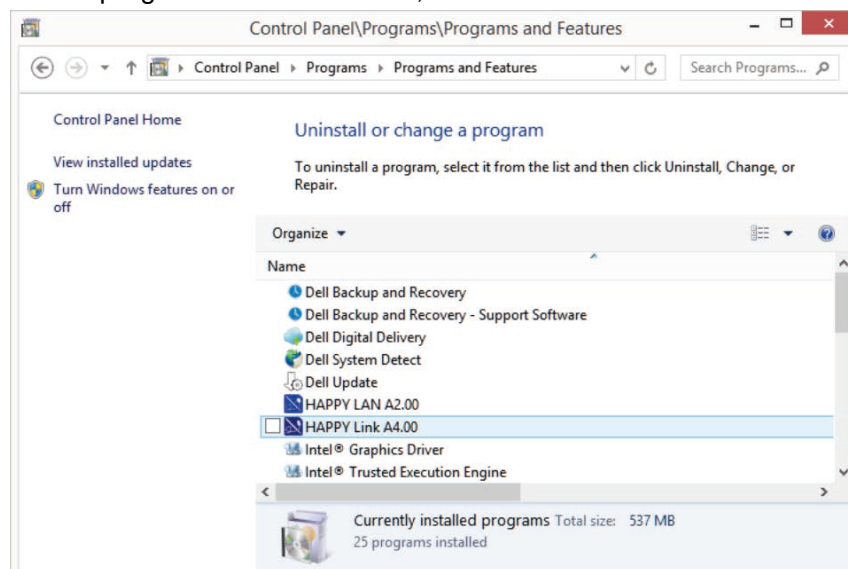 Control Panel\Programs\Programs and Features
Control Panel Programs Programs and Features
Search Programs...
Control Panel Home
View installed updates
Turn Windows features on or
off
Uninstall or change a program
To uninstall a program, select it from the list and then click Uninstall, Change, or
Repair.
Organize
Name
Dell Backup and Recovery
Dell Backup and Recovery - Support Software
Dell Digital Delivery
Dell System Detect
Dell Update
HAPPY LAN A2.00
HAPPY Link A4.00
Intel® Graphics Driver
Intel® Trusted Execution Engine
Currently installed programs Total size: 537 MB
25 programs installed